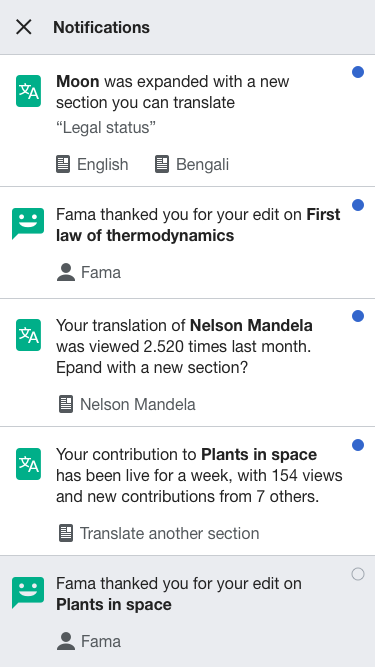 Notifications
Moon was expanded with a new
section you can translate
“Legal status”
English Bengali
Fama thanked you for your edit on First
law of thermodynamics
Fama
Your translation of Nelson Mandela
was viewed 2.520 times last month.
Epand with a new section?
Nelson Mandela
Your contribution to Plants in space
has been live for a week, with 154 views
and new contributions from 7 others.
Translate another section
Fama thanked you for your edit on
Plants in space
Fama